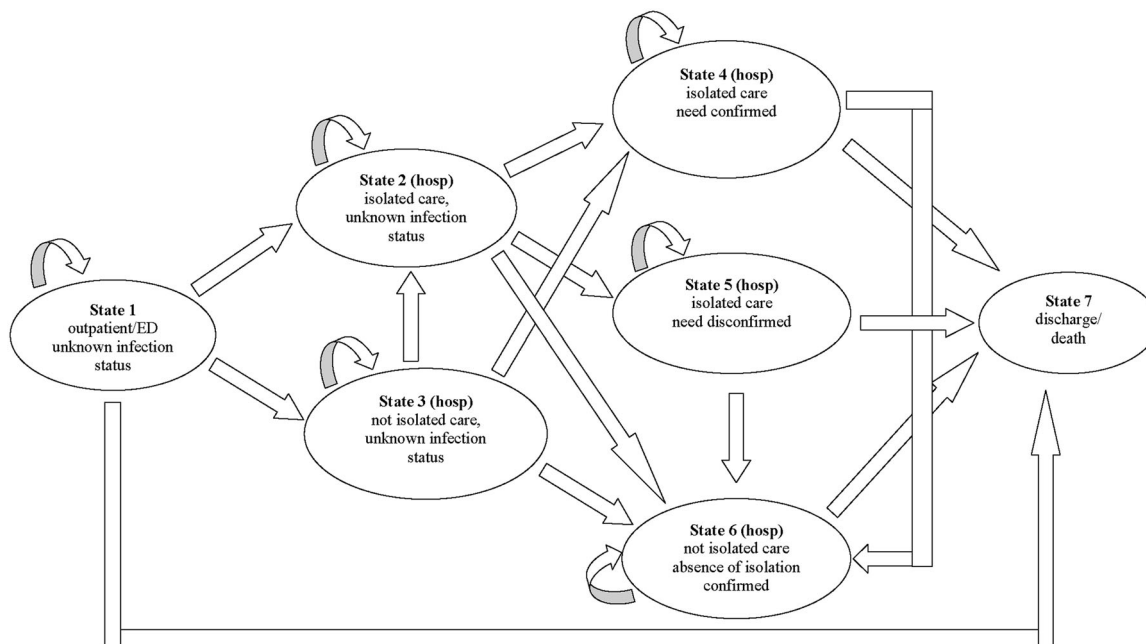 State 4 (hosp)
isolated care
need confirmed
State 2 (hosp)
isolated care,
unknown infection
status
State 5 (hosp)
isolated care
need disconfirmed
State 1
outpatient/ED
unknown infection
status
State 7
discharge/
death
State 3 (hosp)
not isolated care,
unknown infection
status
State 6 (hosp)
not isolated care
absence of isolation
confirmed